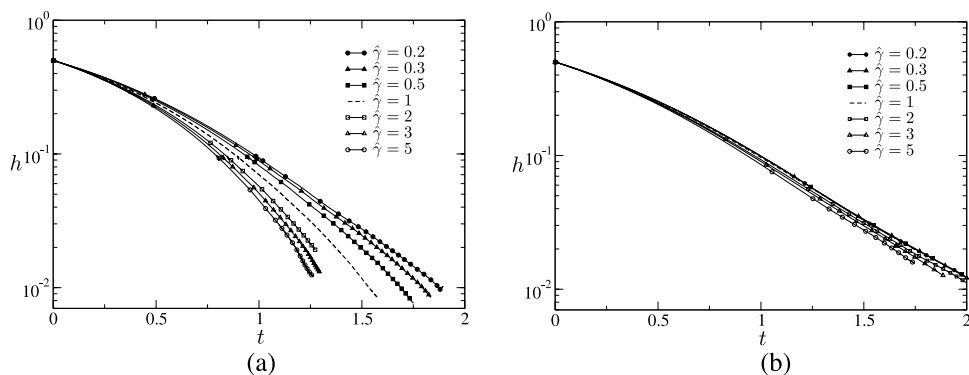 10^0
10^{-1}
10^{-2}
h
0
0.5
1
1.5
2
t
γ̂ = 0.2
γ̂ = 0.3
γ̂ = 0.5
γ̂ = 1
γ̂ = 2
γ̂ = 3
γ̂ = 5
(a)
10^0
10^{-1}
10^{-2}
h
0
0.5
1
1.5
2
t
γ̂ = 0.2
γ̂ = 0.3
γ̂ = 0.5
γ̂ = 1
γ̂ = 2
γ̂ = 3
γ̂ = 5
(b)